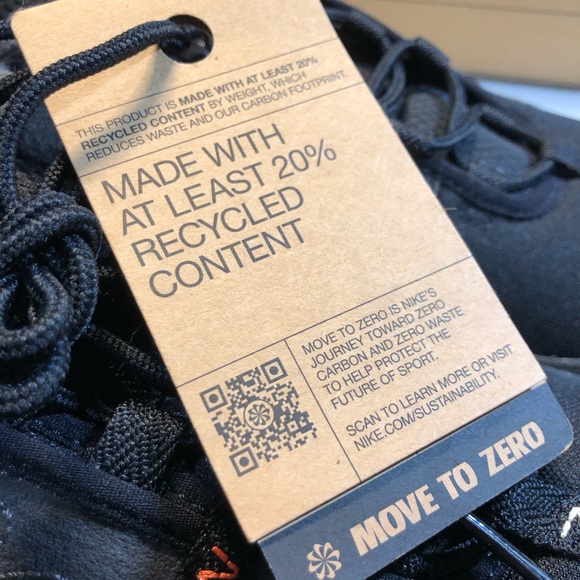 THIS PRODUCT IS MADE WITH AT LEAST 20%
RECYCLED CONTENT BY WEIGHT, WHICH
REDUCES WASTE AND OUR CARBON FOOTPRINT.
MADE WITH
AT LEAST 20%
RECYCLED
CONTENT
MOVE TO ZERO IS NIKE'S
JOURNEY TOWARD ZERO
CARBON AND ZERO WASTE
TO HELP PROTECT THE
FUTURE OF SPORT.
SCAN TO LEARN MORE OR VISIT
NIKE.COM/SUSTAINABILITY.
MOVE TO ZERO